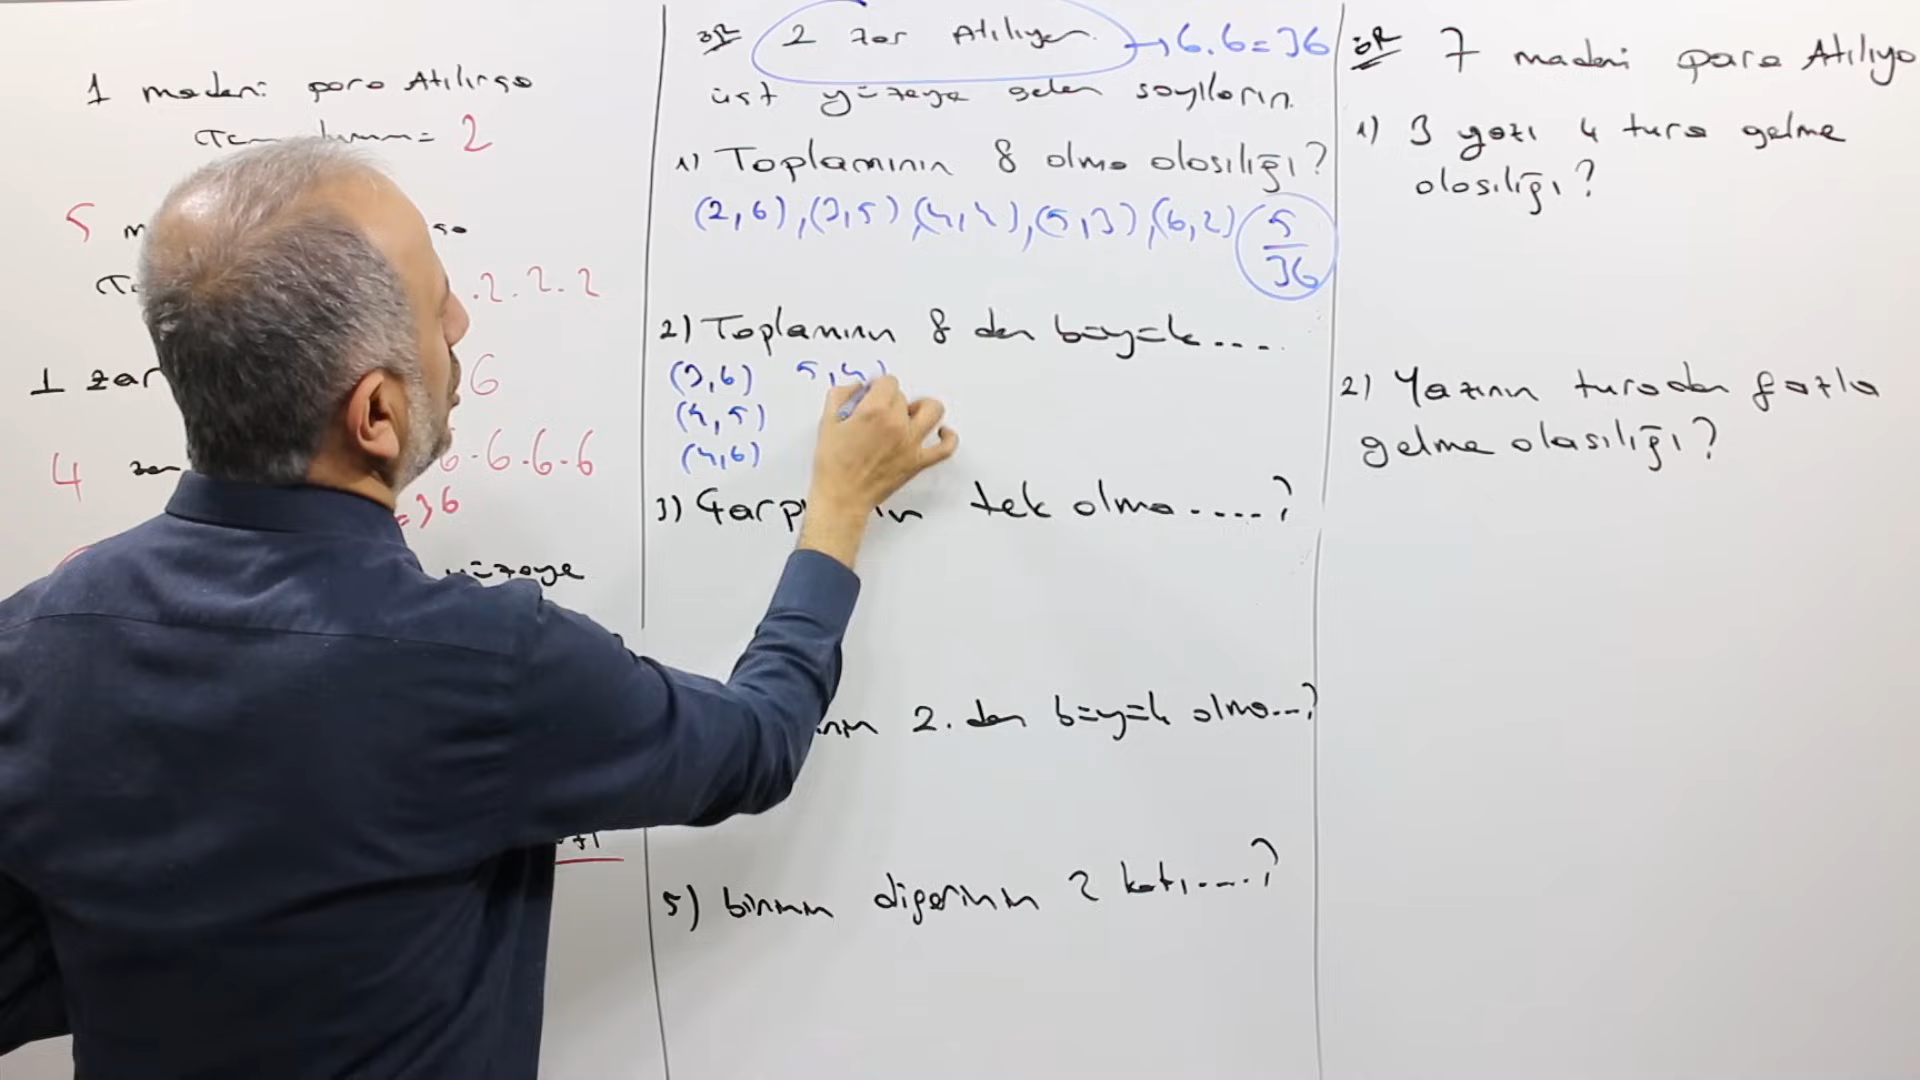 1 madeni para Atılırsa
= 2
5
.2.2.2
1 zar
6
4
6.6.6.6
= 36
yüzeye
ör 2 zar Atılıyor. → 6.6=36
üst yüzeye gelen sayıların.
1) Toplamının 8 olma olasılığı?
(2,6),(3,5)(4,4),(5,3),(6,2) 5/36
2) Toplamının 8 den büyük....
(3,6) 5,4)
(4,5)
(4,6)
3) tek olma.....?
2. den büyük olma...?
5) birinin diğerinin 2 katı....?
ör 7 madeni para Atılıyo
1) 3 yazı 4 tura gelme
olasılığı?
2) Yazının turadan fazla
gelme olasılığı?